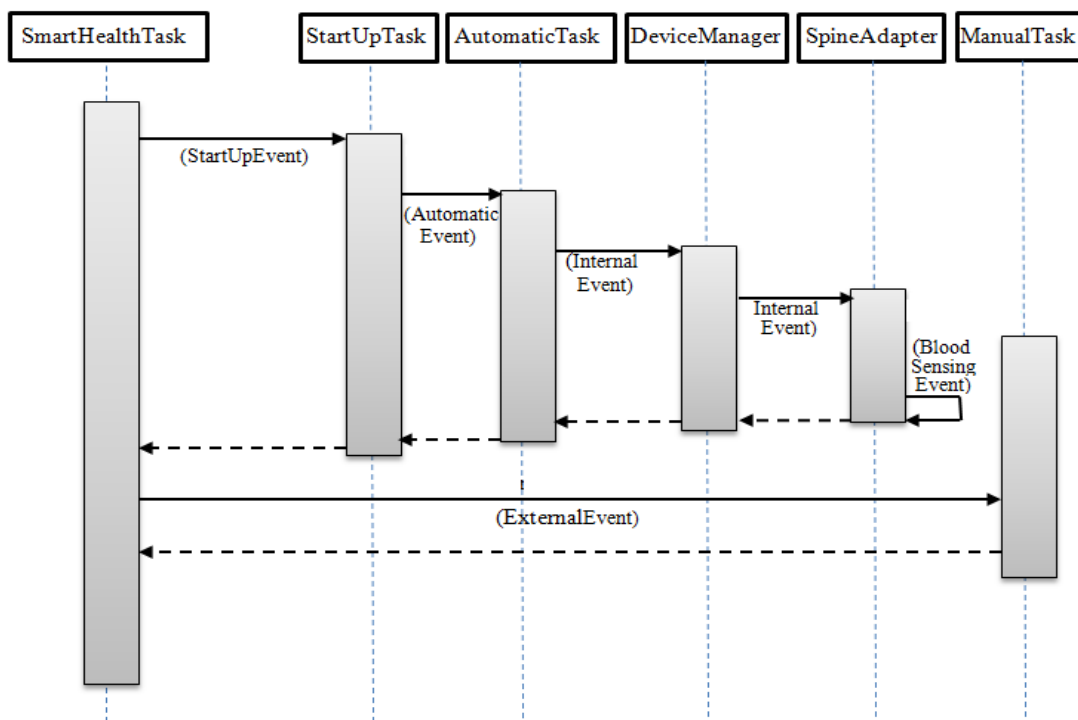 SmartHealthTask
StartUpTask
AutomaticTask
DeviceManager
SpineAdapter
ManualTask
(StartUpEvent)
(Automatic
Event)
(Internal
Event)
Internal
Event)
(Blood
Sensing
Event)
(ExternalEvent)